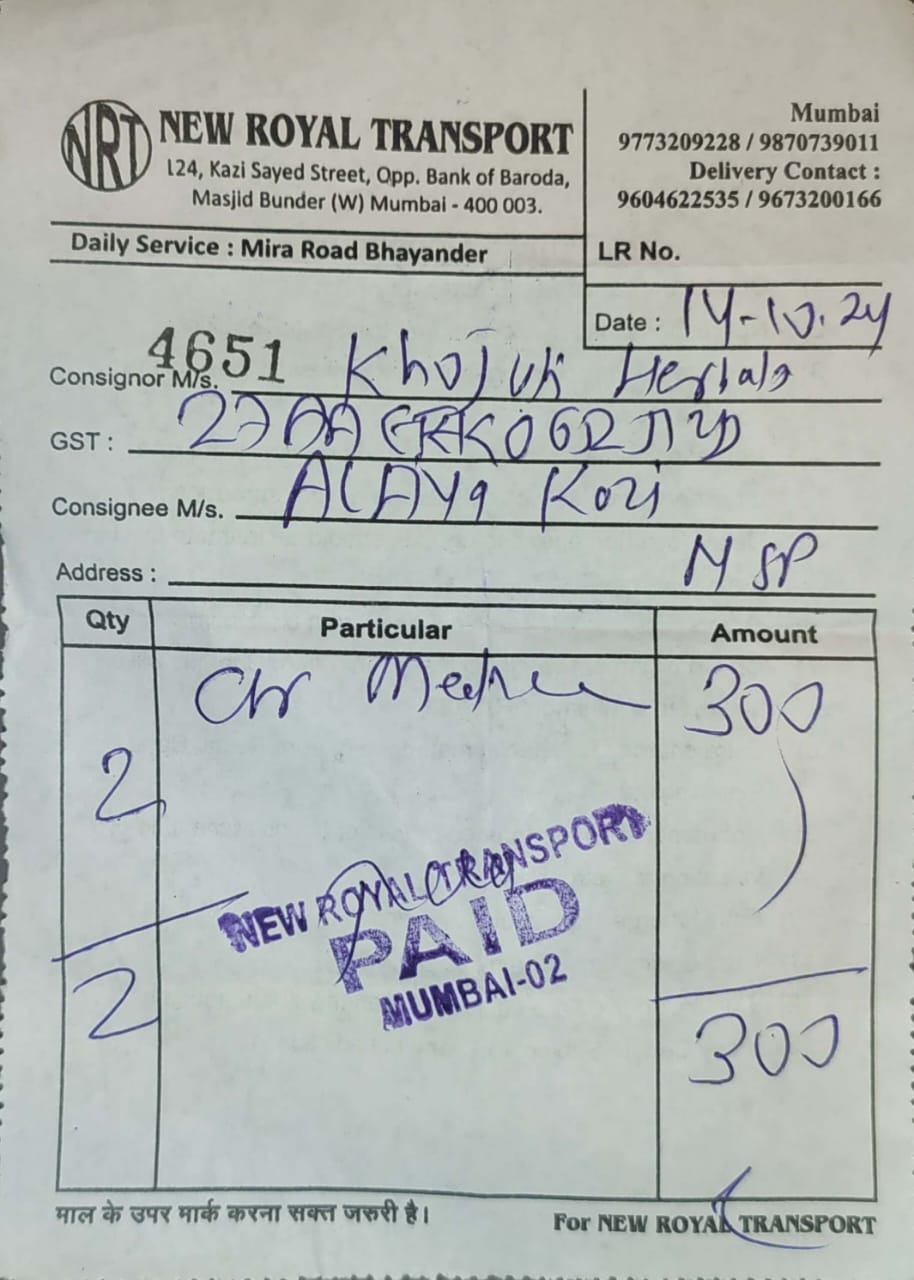 NRT NEW ROYAL TRANSPORT
124, Kazi Sayed Street, Opp. Bank of Baroda,
Masjid Bunder (W) Mumbai - 400 003.
Mumbai
9773209228 / 9870739011
Delivery Contact :
9604622535 / 9673200166
Daily Service : Mira Road Bhayander
LR No.
Date : 14-10.24
4651
Consignor M/s. Herbals
GST :
Consignee M/s. ALAYA
Address :
Qty Particular Amount
300
2
NEW ROYAL TRANSPORT
PAID
MUMBAI-02
2 300
माल के उपर मार्क करना सक्त जरुरी है।
For NEW ROYAL TRANSPORT